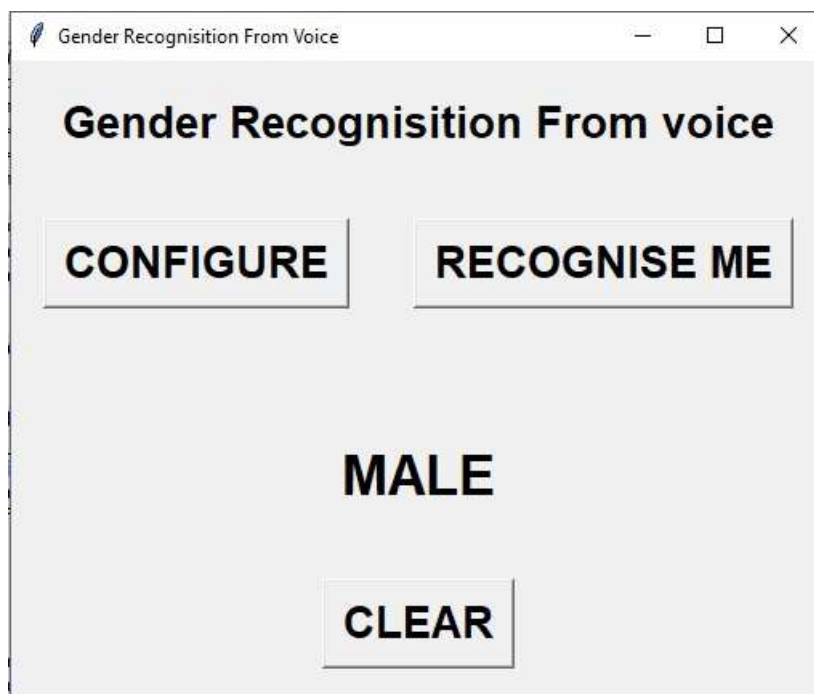 Gender Recognisition From Voice
Gender Recognisition From voice
CONFIGURE RECOGNISE ME
MALE
CLEAR